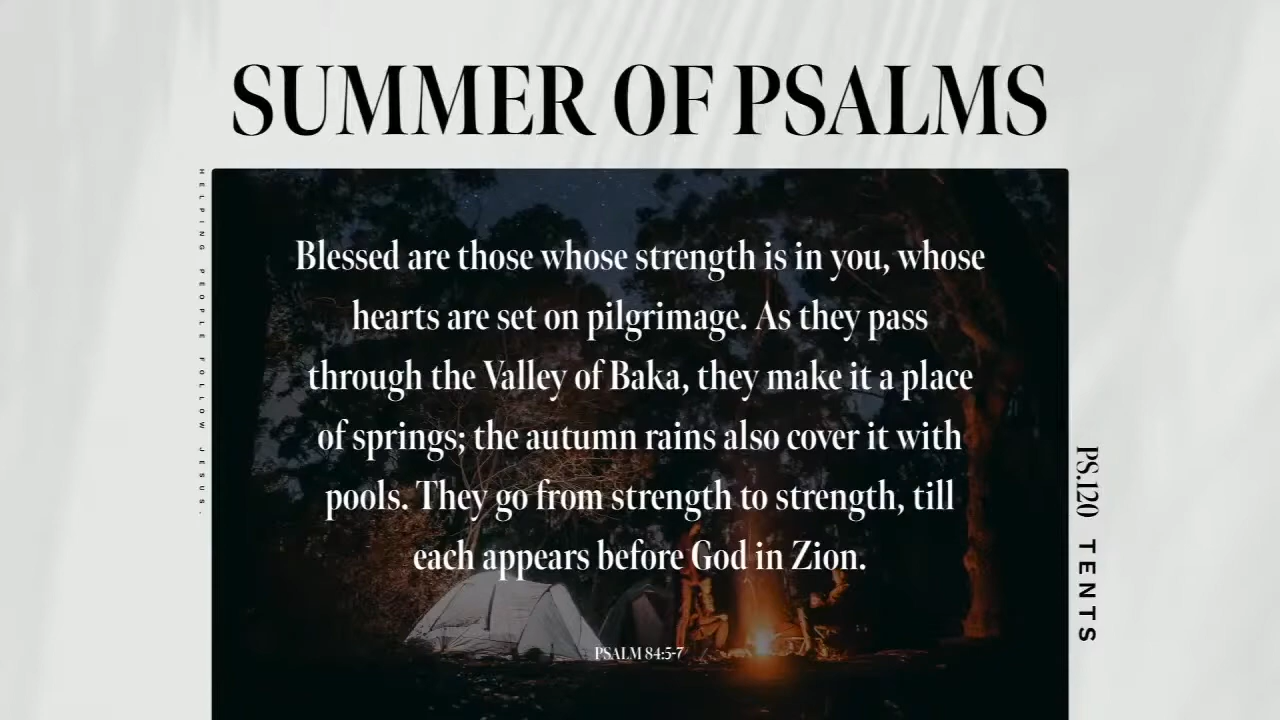 SUMMER OF PSALMS
HELPING PEOPLE FOLLOW JESUS.
Blessed are those whose strength is in you, whose
hearts are set on pilgrimage. As they pass
through the Valley of Baka, they make it a place
of springs; the autumn rains also cover it with
pools. They go from strength to strength, till
each appears before God in Zion.
PSALM 84:5-7
PS.120 TENTS